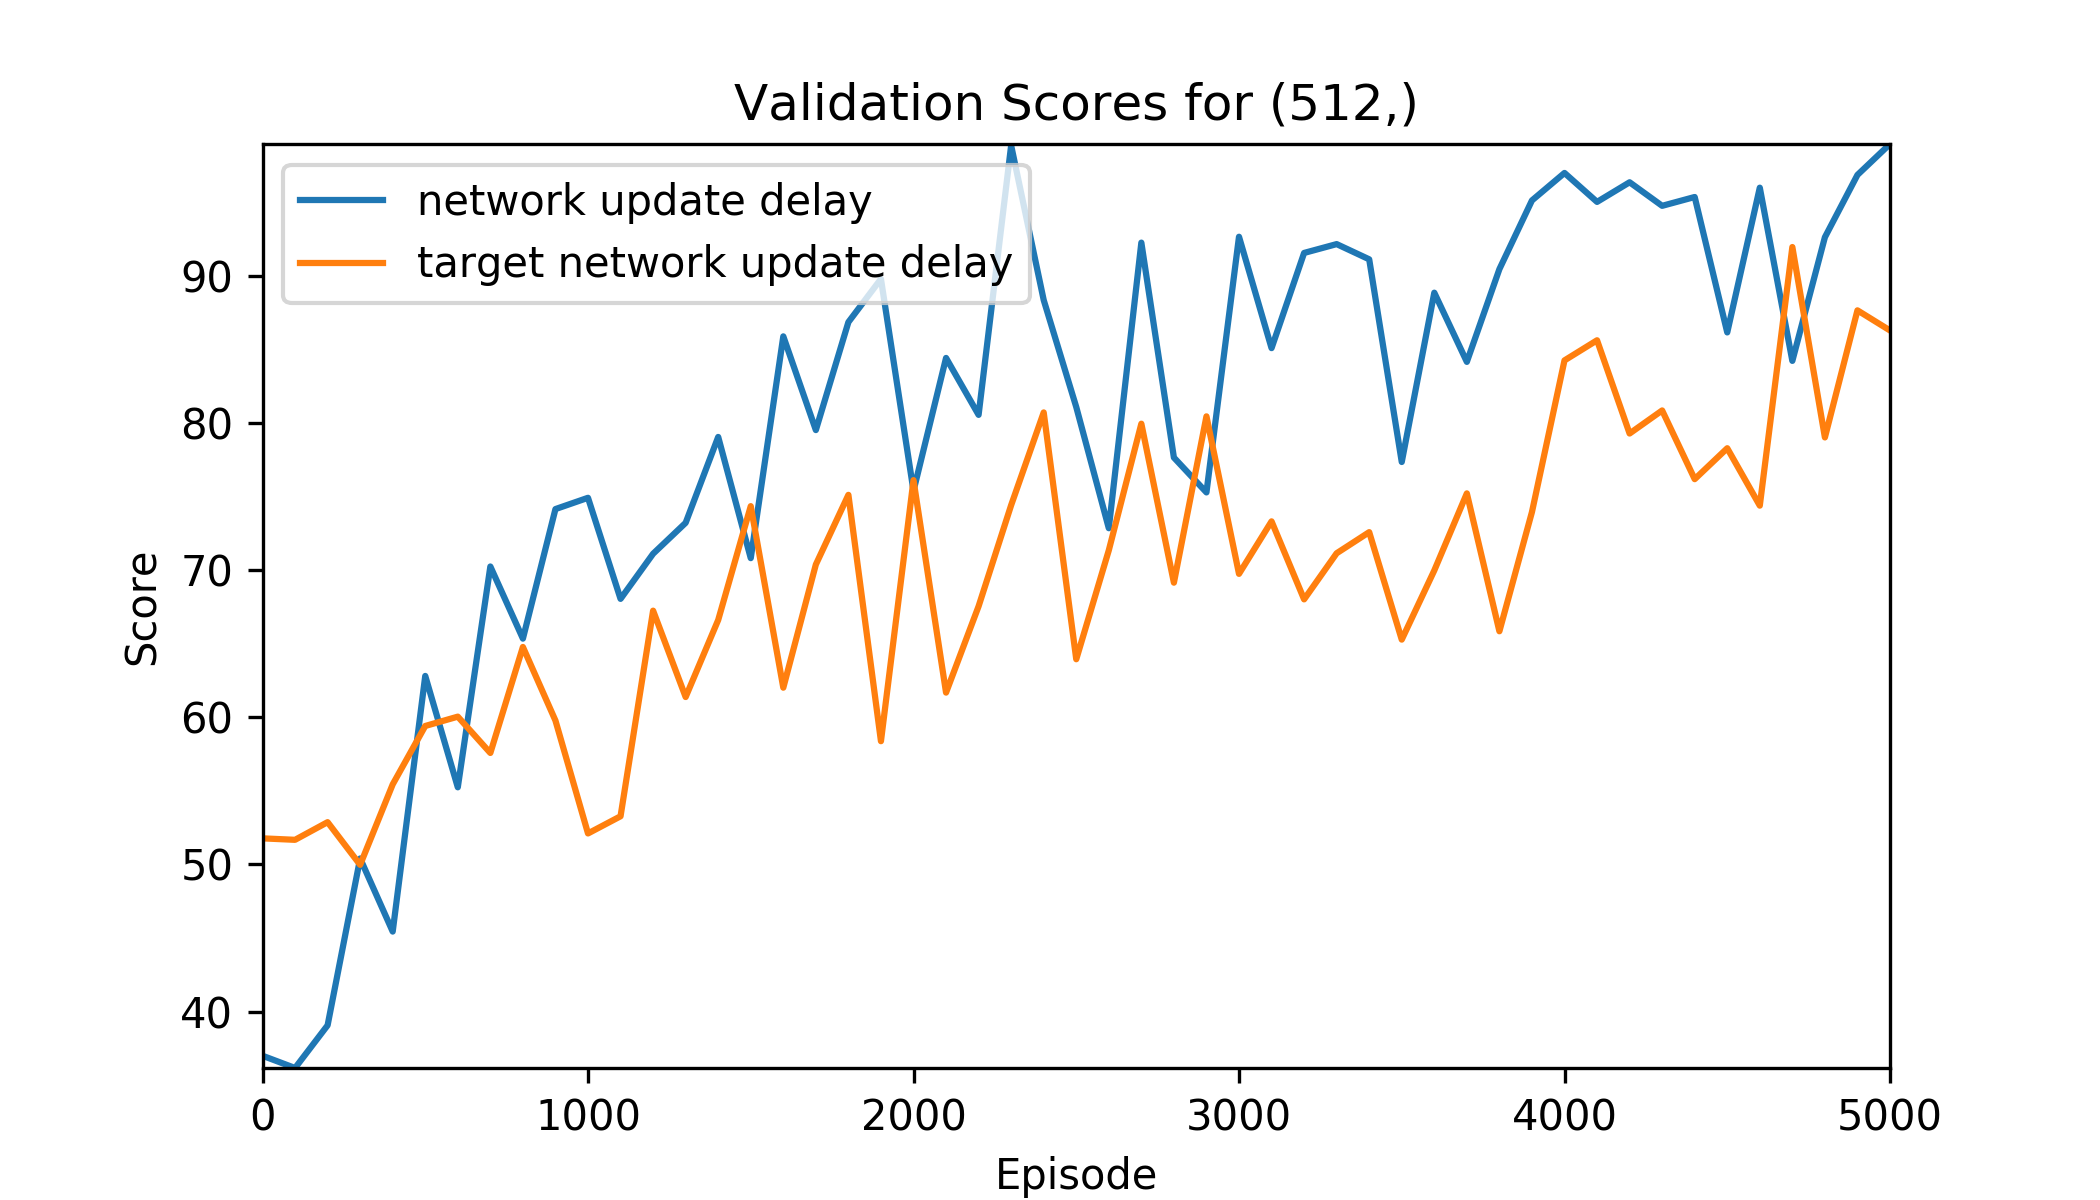 Validation Scores for (512,)
network update delay
target network update delay
90
80
70
60
50
40
Score
0 1000 2000 3000 4000 5000
Episode